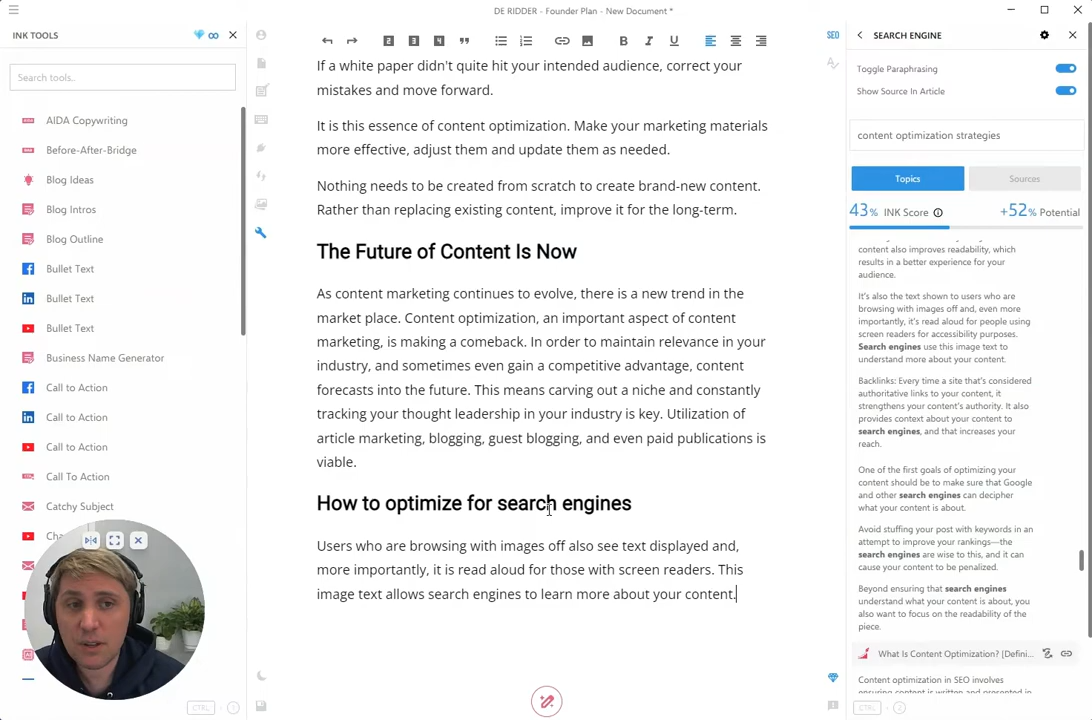 DE RIDDER - Founder Plan - New Document *
INK TOOLS
Search tools..
AIDA Copywriting
Before-After-Bridge
Blog Ideas
Blog Intros
Blog Outline
Bullet Text
Bullet Text
Bullet Text
Business Name Generator
Call to Action
Call to Action
Call to Action
Call To Action
Catchy Subject
CTRL
1
2
3
4
B
I
U
If a white paper didn't quite hit your intended audience, correct your
mistakes and move forward.
It is this essence of content optimization. Make your marketing materials
more effective, adjust them and update them as needed.
Nothing needs to be created from scratch to create brand-new content.
Rather than replacing existing content, improve it for the long-term.
The Future of Content Is Now
As content marketing continues to evolve, there is a new trend in the
market place. Content optimization, an important aspect of content
marketing, is making a comeback. In order to maintain relevance in your
industry, and sometimes even gain a competitive advantage, content
forecasts into the future. This means carving out a niche and constantly
tracking your thought leadership in your industry is key. Utilization of
article marketing, blogging, guest blogging, and even paid publications is
viable.
How to optimize for search engines
Users who are browsing with images off also see text displayed and,
more importantly, it is read aloud for those with screen readers. This
image text allows search engines to learn more about your content.
SEO
SEARCH ENGINE
Toggle Paraphrasing
Show Source In Article
content optimization strategies
Topics
Sources
43% INK Score
+52% Potential
content also improves readability, which
results in a better experience for your
audience.
It's also the text shown to users who are
browsing with images off and, even more
importantly, it's read aloud for people using
screen readers for accessibility purposes.
Search engines use this image text to
understand more about your content.
Backlinks: Every time a site that's considered
authoritative links to your content, it
strengthens your content's authority. It also
provides context about your content to
search engines, and that increases your
reach.
One of the first goals of optimizing your
content should be to make sure that Google
and other search engines can decipher
what your content is about.
Avoid stuffing your post with keywords in an
attempt to improve your rankings—the
search engines are wise to this, and it can
cause your content to be penalized.
Beyond ensuring that search engines
understand what your content is about, you
also want to focus on the readability of the
piece.
What Is Content Optimization? [Defini...
Content optimization in SEO involves
ensuring content is written and presented in
CTRL
2